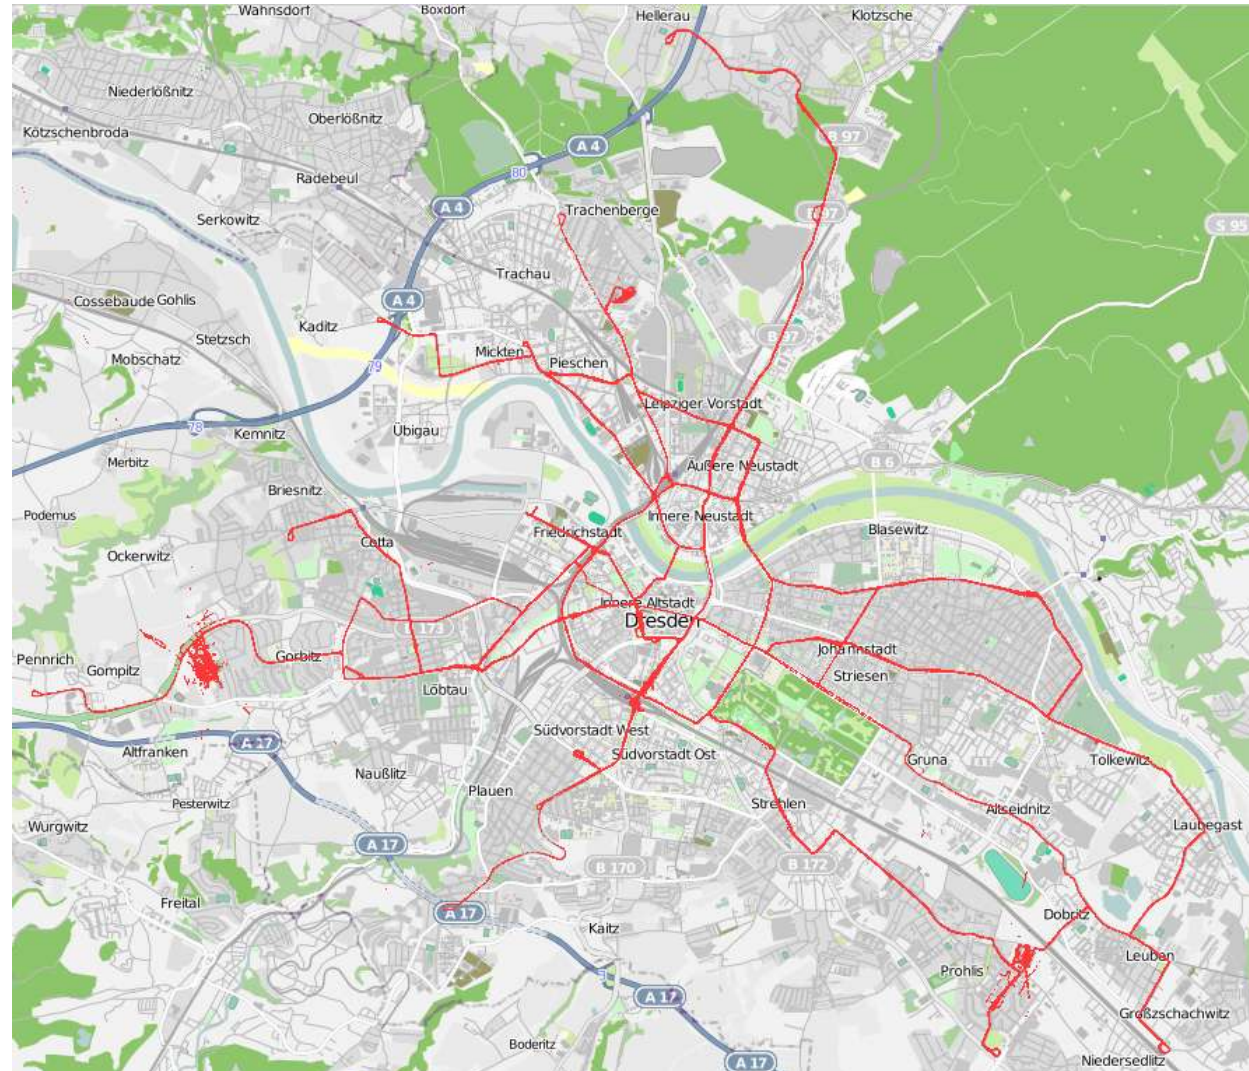 Wahnsdorf
Boxdorf
Hellerau
Klotzsche
Niederlößnitz
Oberlößnitz
Kötzschenbroda
B 97
A 4
Radebeul
80
A 4
Trachenberge
B 97
Serkowitz
S 95
Trachau
Cossebaude
Gohlis
A 4
Kaditz
Stetzsch
Mickten
Pieschen
Mobschatz
79
Leipziger Vorstadt
78
Kemnitz
Übigau
Merbitz
Äußere Neustadt
B 6
Briesnitz
Podemus
Innere Neustadt
Friedrichstadt
Blasewitz
Cotta
Ockerwitz
Innere Altstadt
Dresden
173
Johannstadt
Pennrich
Gompitz
Gorbitz
Striesen
Löbtau
Südvorstadt West
Altfranken
A 17
Südvorstadt Ost
Gruna
Tolkewitz
Naußlitz
Plauen
Pesterwitz
Strehlen
Altseidnitz
Wurgwitz
Laubegast
A 17
B 170
B 172
Freital
A 17
Kaitz
Dobritz
Leuben
Prohlis
A 17
Großzschachwitz
Boderitz
A 17
Niedersedlitz